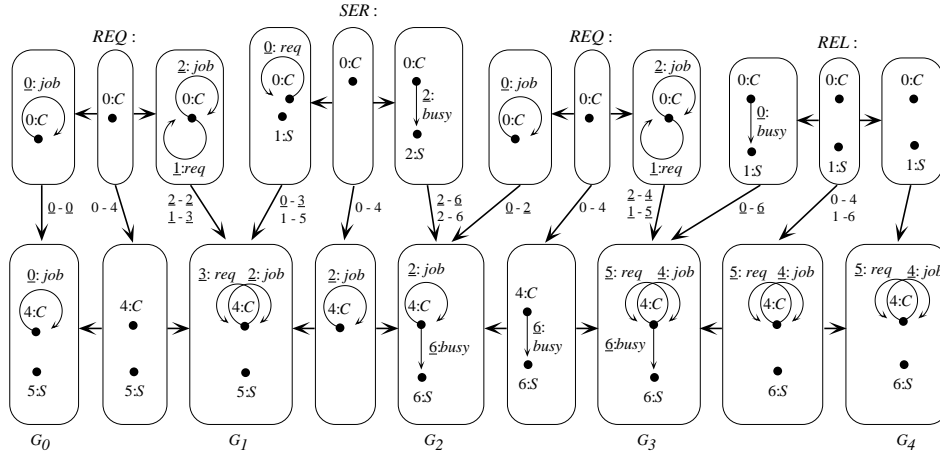 REQ :
SER :
REQ :
REL :
0: job
0:C
0:C
2: job
0:C
1:req
0: req
0:C
1:S
0:C
0:C
2:
busy
2:S
0: job
0:C
0:C
2: job
0:C
1:req
0:C
0:
busy
1:S
0:C
1:S
0:C
1:S
0 - 0
0 - 4
2 - 2
1 - 3
0 - 3
1 - 5
0 - 4
2 - 6
2 - 6
0 - 2
0 - 4
2 - 4
1 - 5
0 - 6
0 - 4
1 -6
0: job
4:C
5:S
4:C
5:S
3: req 2: job
4:C
5:S
2: job
4:C
2: job
4:C
6:busy
6:S
4:C
6:
busy
6:S
5: req 4: job
4:C
6:busy
6:S
5: req 4: job
4:C
6:S
5: req 4: job
4:C
6:S
G0
G1
G2
G3
G4